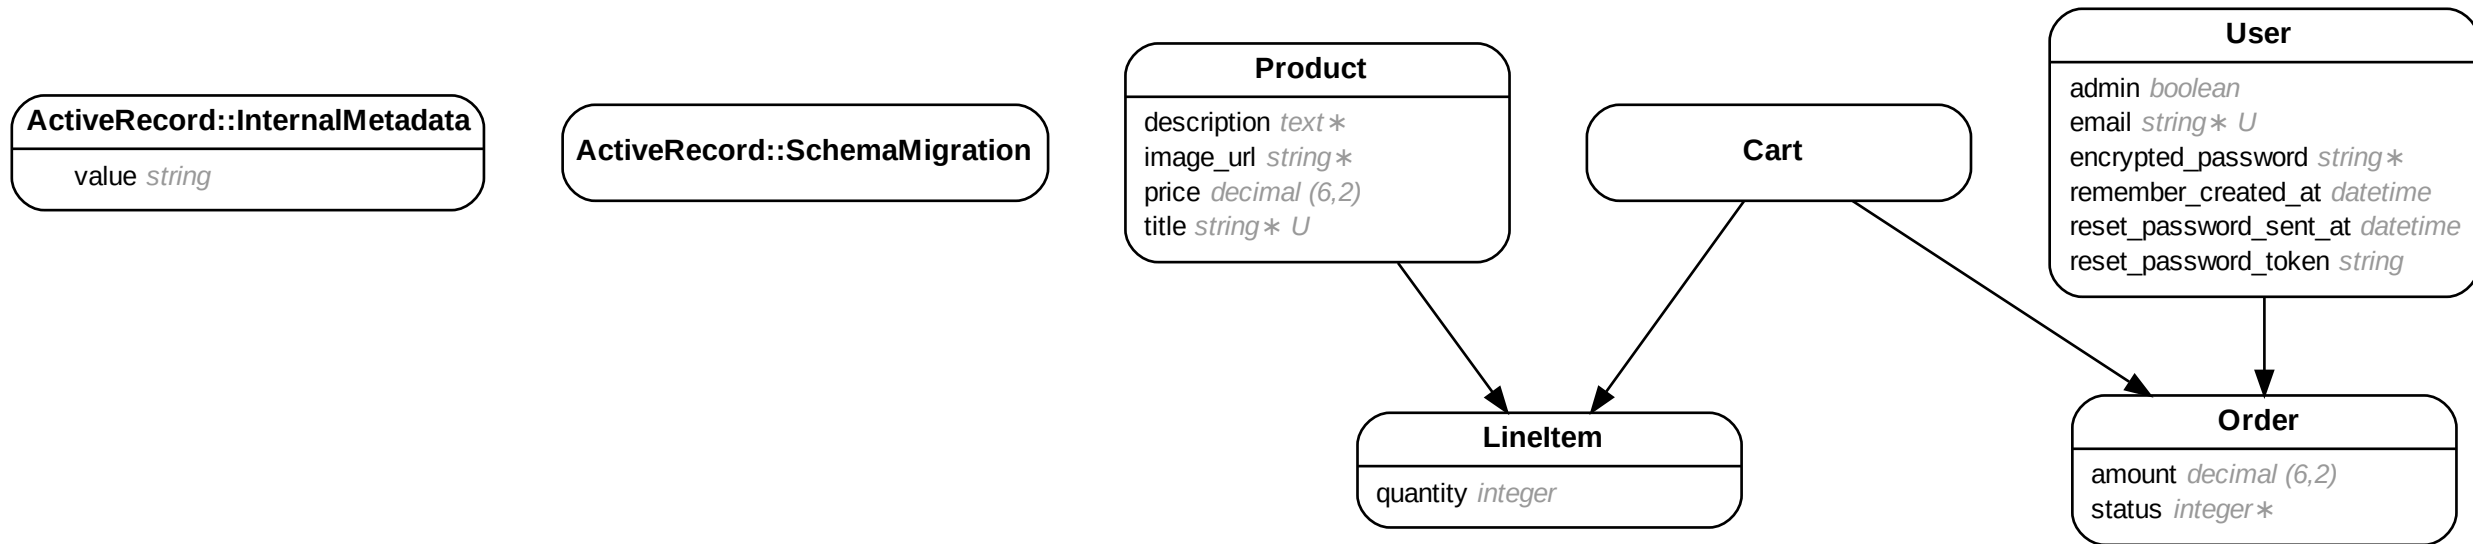 ActiveRecord::InternalMetadata
value string
ActiveRecord::SchemaMigration
Product
description text∗
image_url string∗
price decimal (6,2)
title string∗ U
Cart
User
admin boolean
email string∗ U
encrypted_password string∗
remember_created_at datetime
reset_password_sent_at datetime
reset_password_token string
LineItem
quantity integer
Order
amount decimal (6,2)
status integer∗